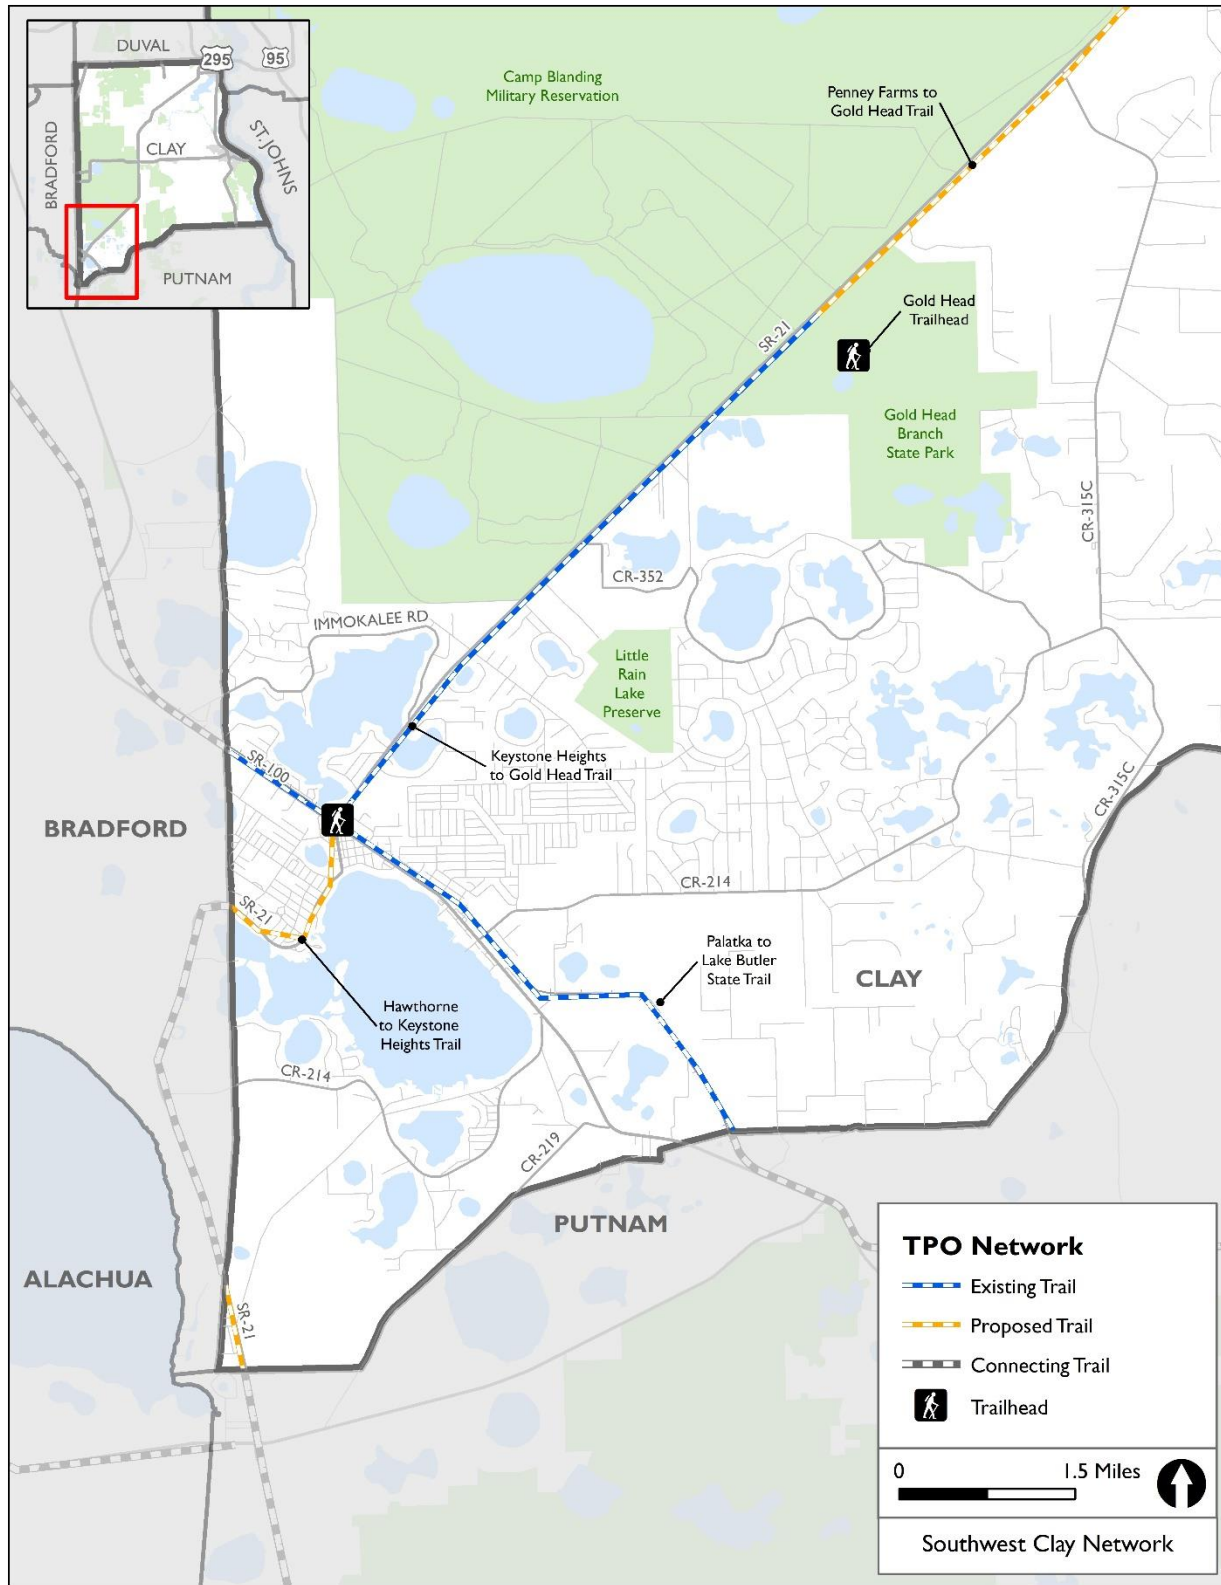 DUVAL
295
95
BRADFORD
CLAY
ST. JOHNS
PUTNAM
Camp Blanding
Military Reservation
Penney Farms to
Gold Head Trail
Gold Head
Trailhead
SR-21
Gold Head
Branch
State Park
CR-315C
CR-352
IMMOKALEE RD
Little
Rain
Lake
Preserve
Keystone Heights
to Gold Head Trail
SR-100
CR-315C
BRADFORD
CR-214
SR-21
Palatka to
Lake Butler
State Trail
CLAY
Hawthorne
to Keystone
Heights Trail
CR-214
CR-219
PUTNAM
ALACHUA
SR-21
TPO Network
Existing Trail
Proposed Trail
Connecting Trail
Trailhead
0 1.5 Miles
Southwest Clay Network